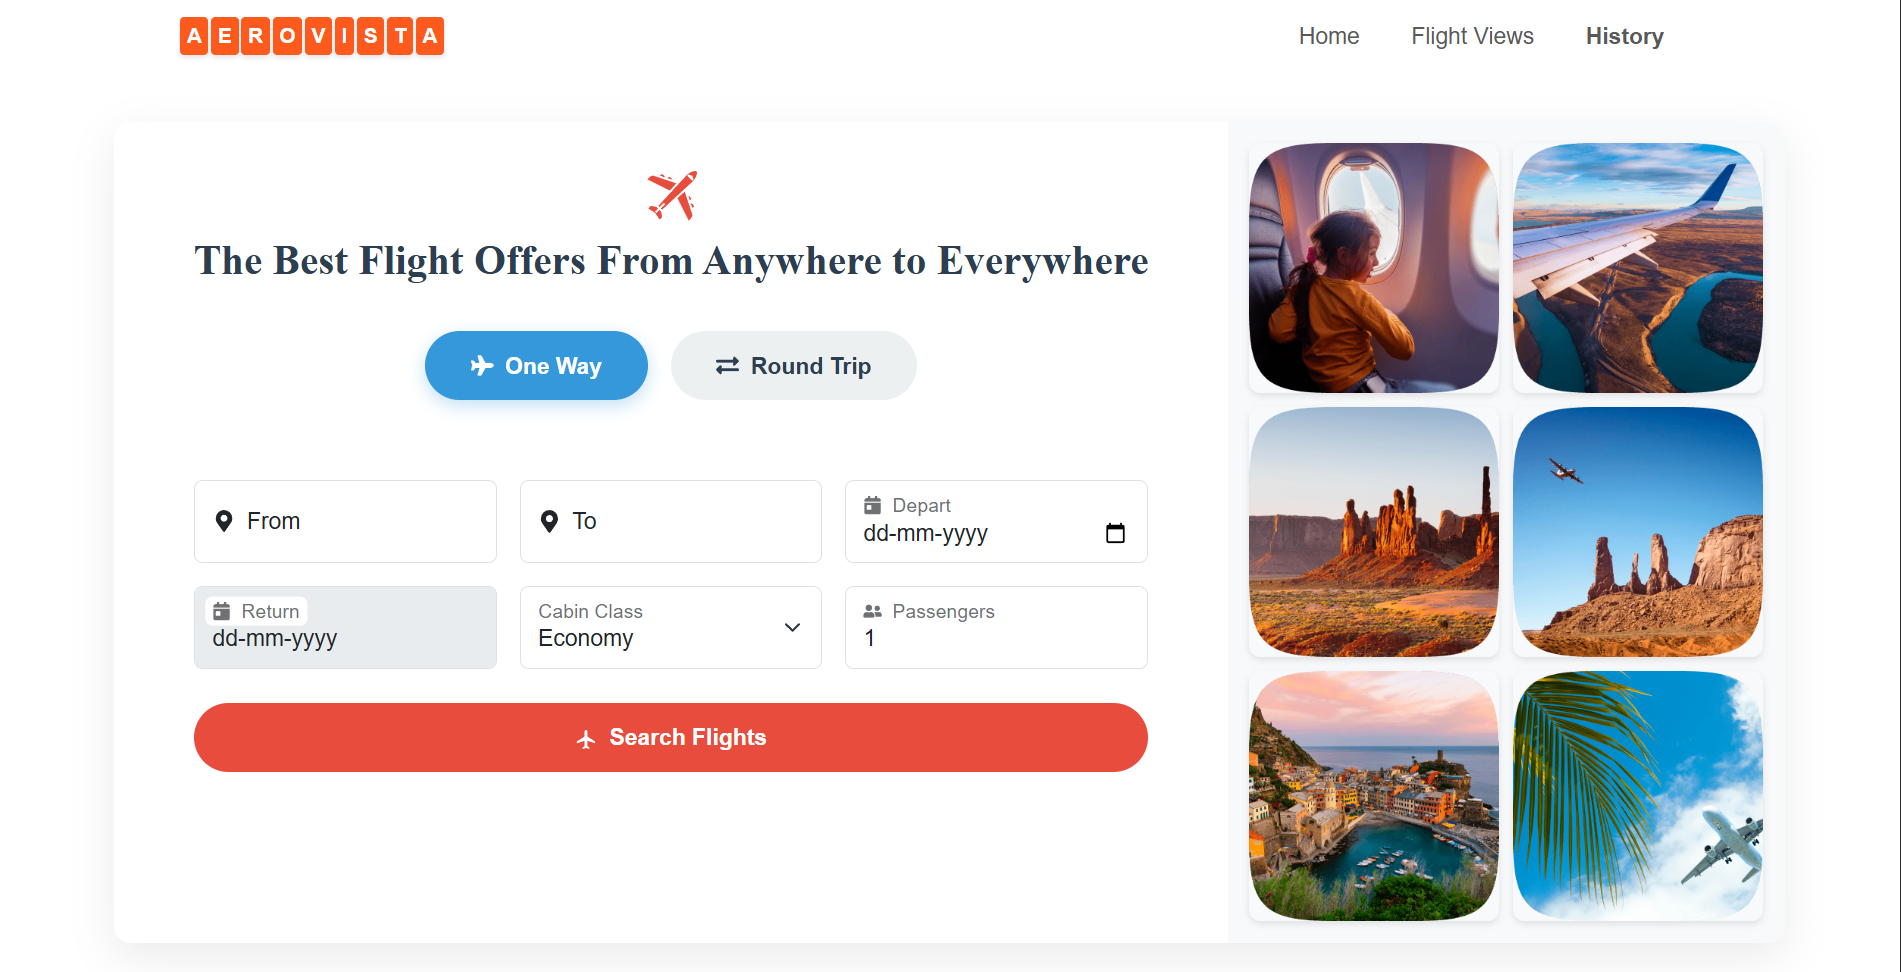 AEROVISTA
Home Flight Views History
The Best Flight Offers From Anywhere to Everywhere
One Way Round Trip
From
To
Depart
dd-mm-yyyy
Return
dd-mm-yyyy
Cabin Class
Economy
Passengers
1
Search Flights